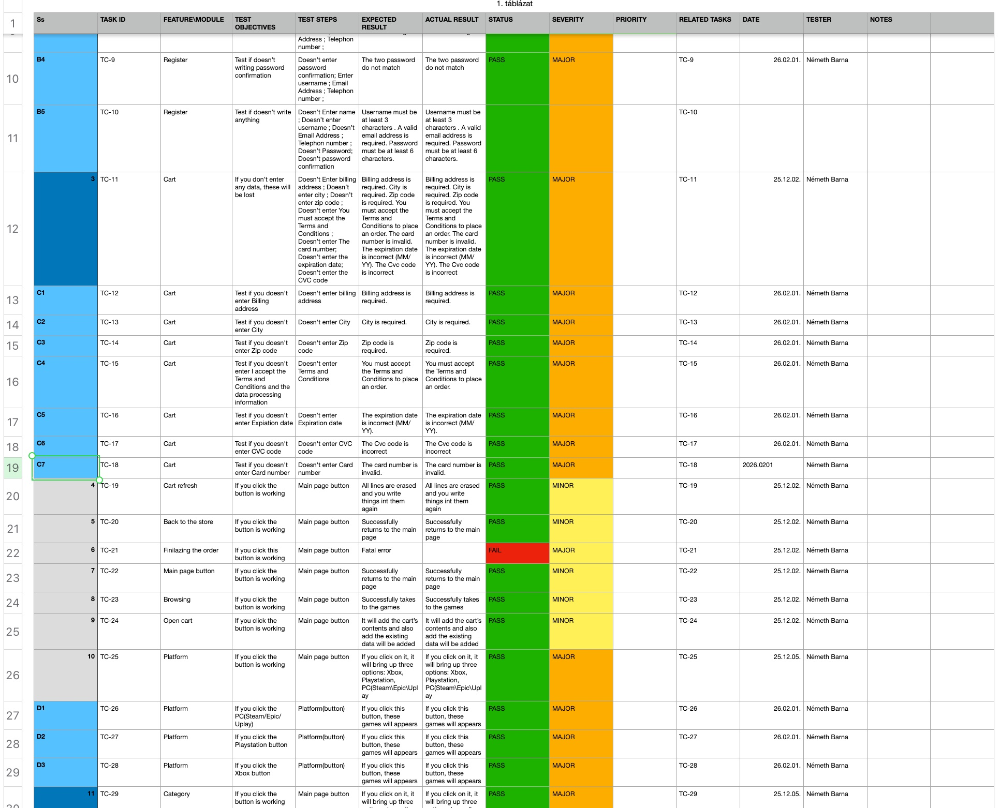 1. táblázat
1 Ss TASK ID FEATURE\MODULE TEST OBJECTIVES TEST STEPS EXPECTED RESULT ACTUAL RESULT STATUS SEVERITY PRIORITY RELATED TASKS DATE TESTER NOTES
Address ; Telephon number ;
10 B4 TC-9 Register Test if doesn’t writing password confirmation Doesn’t enter password confirmation; Enter username ; Email Address ; Telephon number ; The two password do not match The two password do not match PASS MAJOR TC-9 26.02.01. Németh Barna
11 B5 TC-10 Register Test if doesn’t write anything Doesn’t Enter name ; Doesn’t enter username ; Doesn’t Email Address ; Telephon number ; Doesn’t Password; Doesn’t password confirmation Username must be at least 3 characters . A valid email address is required. Password must be at least 6 characters. Username must be at least 3 characters . A valid email address is required. Password must be at least 6 characters. TC-10
12 3 TC-11 Cart If you don’t enter any data, these will be lost Doesn’t Enter billing address ; Doesn’t enter city ; Doesn’t enter zip code ; Doesn’t enter You must accept the Terms and Conditions ; Doesn’t enter The card number; Doesn’t enter the expiration date; Doesn’t enter the CVC code Billing address is required. City is required. Zip code is required. You must accept the Terms and Conditions to place an order. The card number is invalid. The expiration date is incorrect (MM/YY). The Cvc code is incorrect Billing address is required. City is required. Zip code is required. You must accept the Terms and Conditions to place an order. The card number is invalid. The expiration date is incorrect (MM/YY). The Cvc code is incorrect PASS MAJOR TC-11 25.12.02. Németh Barna
13 C1 TC-12 Cart Test if you doesn't enter Billing address Doesn't enter billing address Billing address is required. Billing address is required. PASS MAJOR TC-12 26.02.01. Németh Barna
14 C2 TC-13 Cart Test if you doesn't enter City Doesn't enter City City is required. City is required. PASS MAJOR TC-13 26.02.01. Németh Barna
15 C3 TC-14 Cart Test if you doesn't enter Zip code Doesn't enter Zip code Zip code is required. Zip code is required. PASS MAJOR TC-14 26.02.01. Németh Barna
16 C4 TC-15 Cart Test if you doesn't enter I accept the Terms and Conditions and the data processing information Doesn't enter Terms and Conditions You must accept the Terms and Conditions to place an order. You must accept the Terms and Conditions to place an order. PASS MAJOR TC-15 26.02.01. Németh Barna
17 C5 TC-16 Cart Test if you doesn't enter Expiation date Doesn’t enter Expiration date The expiration date is incorrect (MM/YY). The expiration date is incorrect (MM/YY). PASS MAJOR TC-16 26.02.01. Németh Barna
18 C6 TC-17 Cart Test if you doesn't enter CVC code Doesn’t enter CVC code The Cvc code is incorrect The Cvc code is incorrect PASS MAJOR TC-17 26.02.01. Németh Barna
19 C7 TC-18 Cart Test if you doesn't enter Card number Doesn’t enter Card number The card number is invalid. The card number is invalid. PASS MAJOR TC-18 2026.0201 Németh Barna
20 4 TC-19 Cart refresh If you click the button is working Main page button All lines are erased and you write things int them again All lines are erased and you write things int them again PASS MINOR TC-19 25.12.02. Németh Barna
21 5 TC-20 Back to the store If you click the button is working Main page button Successfully returns to the main page Successfully returns to the main page PASS MINOR TC-20 25.12.02. Németh Barna
22 6 TC-21 Finilazing the order If you click this button is working Main page button Fatal error FAIL MAJOR TC-21 25.12.02. Németh Barna
23 7 TC-22 Main page button If you click the button is working Main page button Successfully returns to the main page Successfully returns to the main page PASS MINOR TC-22 25.12.02. Németh Barna
24 8 TC-23 Browsing If you click the button is working Main page button Successfully takes to the games Successfully takes to the games PASS MINOR TC-23 25.12.02. Németh Barna
25 9 TC-24 Open cart If you click the button is working Main page button It will add the cart’s contents and also add the existing data will be added It will add the cart’s contents and also add the existing data will be added PASS MINOR TC-24 25.12.02. Németh Barna
26 10 TC-25 Platform If you click the button is working Main page button If you click on it, it will bring up three options: Xbox, Playstation, PC(Steam\Epic\Uplay If you click on it, it will bring up three options: Xbox, Playstation, PC(Steam\Epic\Uplay PASS MAJOR TC-25 25.12.05. Németh Barna
27 D1 TC-26 Platform If you click the PC(Steam/Epic/Uplay) Platform(button) If you click this button, these games will appears If you click this button, these games will appears PASS MAJOR TC-26 26.02.01. Németh Barna
28 D2 TC-27 Platform If you click the Playstation button Platform(button) If you click this button, these games will appears If you click this button, these games will appears PASS MAJOR TC-27 26.02.01. Németh Barna
29 D3 TC-28 Platform If you click the Xbox button Platform(button) If you click this button, these games will appears If you click this button, these games will appears PASS MAJOR TC-28 26.02.01. Németh Barna
11 TC-29 Category If you click the button is working Main page button If you click on it, it will bring up three If you click on it, it will bring up three PASS MAJOR TC-29 25.12.05. Németh Barna